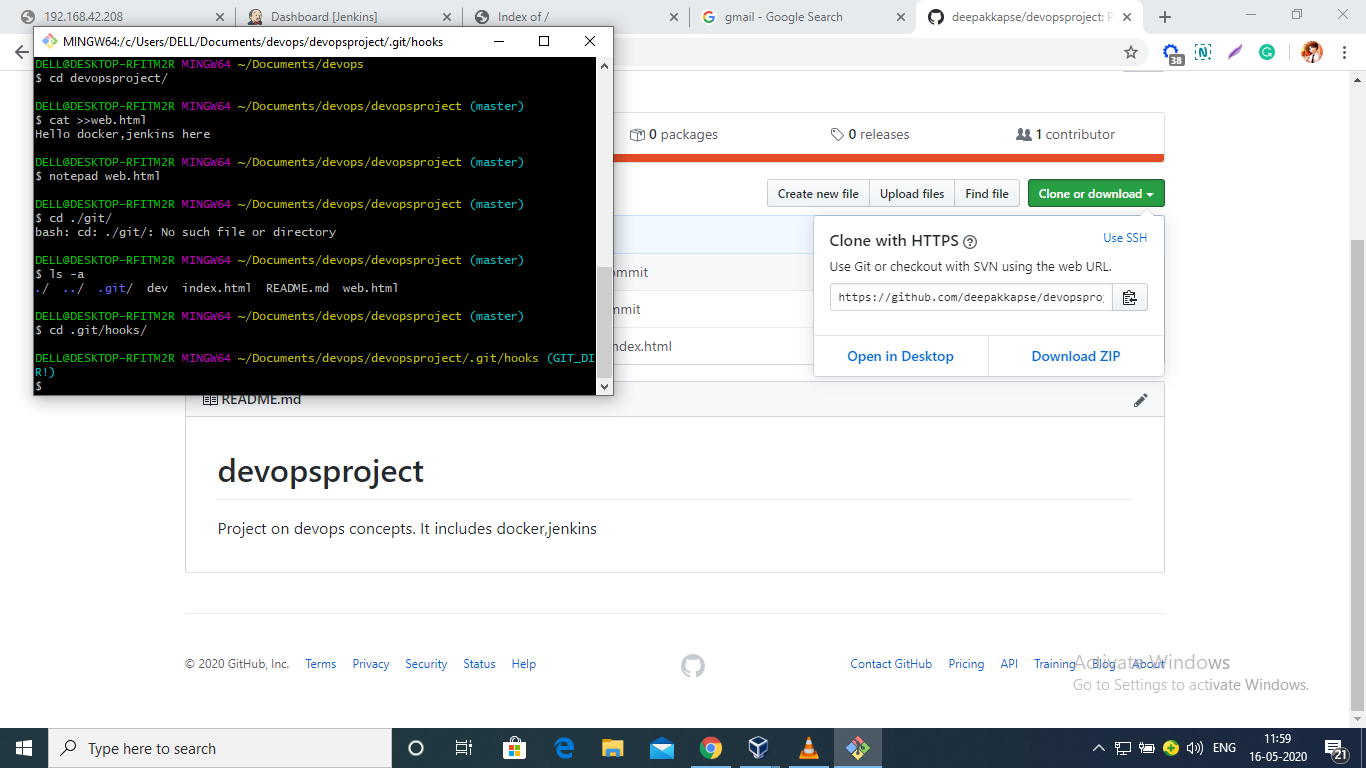 192.168.42.208
Dashboard [Jenkins]
Index of /
gmail - Google Search
deepakkapse/devopsproject: P
38
MINGW64:/c/Users/DELL/Documents/devops/devopsproject/.git/hooks
DELL@DESKTOP-RFITM2R MINGW64 ~/Documents/devops
$ cd devopsproject/
DELL@DESKTOP-RFITM2R MINGW64 ~/Documents/devops/devopsproject (master)
$ cat >>web.html
Hello docker,jenkins here
DELL@DESKTOP-RFITM2R MINGW64 ~/Documents/devops/devopsproject (master)
$ notepad web.html
DELL@DESKTOP-RFITM2R MINGW64 ~/Documents/devops/devopsproject (master)
$ cd ./git/
bash: cd: ./git/: No such file or directory
DELL@DESKTOP-RFITM2R MINGW64 ~/Documents/devops/devopsproject (master)
$ ls -a
./  ../  .git/  dev  index.html  README.md  web.html
DELL@DESKTOP-RFITM2R MINGW64 ~/Documents/devops/devopsproject (master)
$ cd .git/hooks/
DELL@DESKTOP-RFITM2R MINGW64 ~/Documents/devops/devopsproject/.git/hooks (GIT_DI
R!)
$
0 packages
0 releases
1 contributor
Create new file
Upload files
Find file
Clone or download
Clone with HTTPS
Use SSH
Use Git or checkout with SVN using the web URL.
https://github.com/deepakkapse/devopspro
Open in Desktop
Download ZIP
ommit
mmit
ndex.html
README.md
devopsproject
Project on devops concepts. It includes docker,jenkins
© 2020 GitHub, Inc.
Terms
Privacy
Security
Status
Help
Contact GitHub
Pricing
API
Training
Blog
About
Activate Windows
Go to Settings to activate Windows.
Type here to search
ENG
11:59
16-05-2020
21